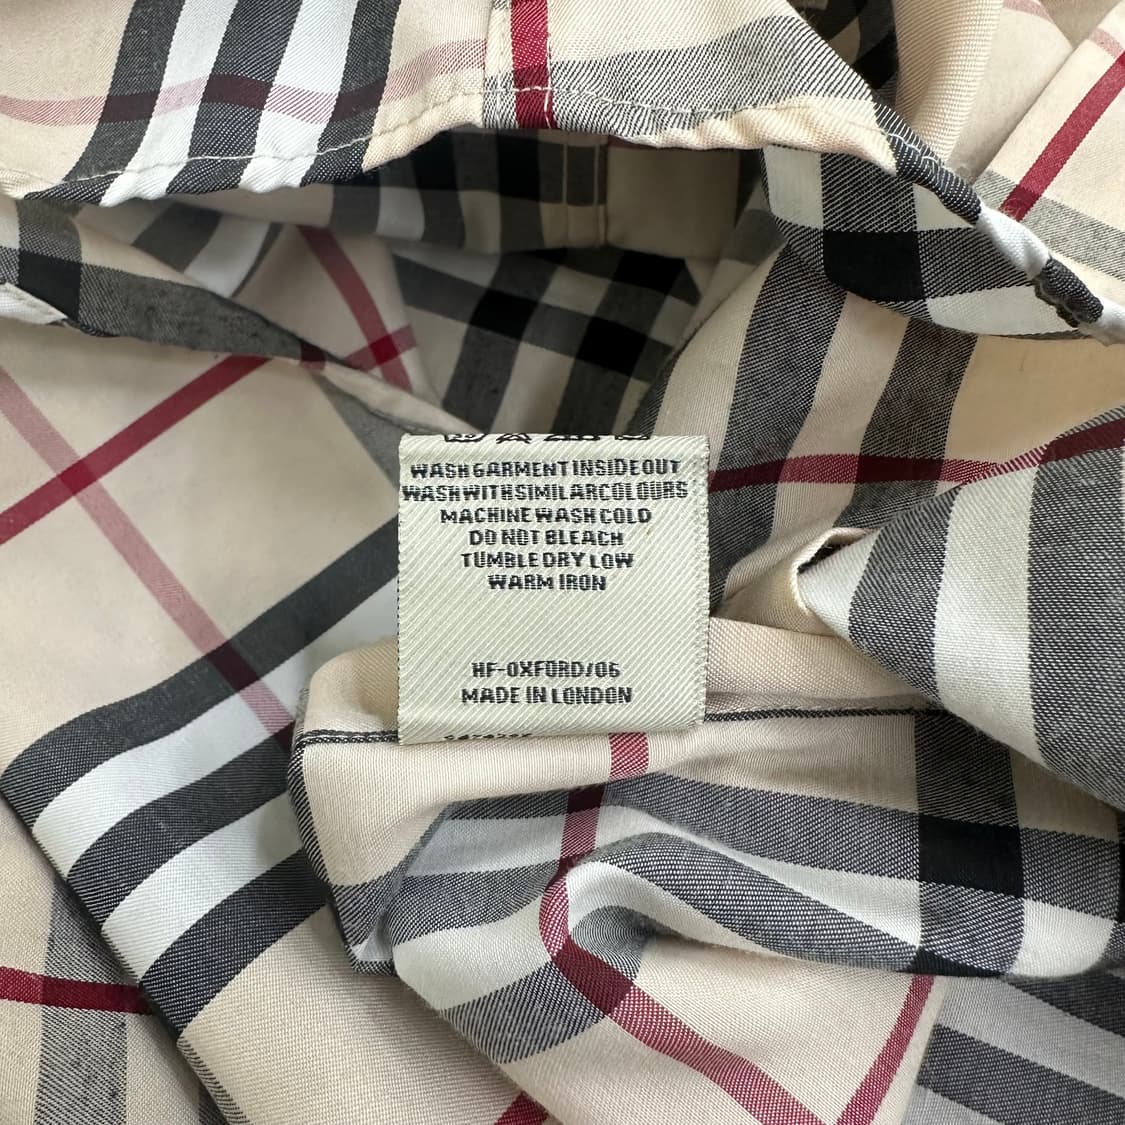 WASH GARMENT INSIDE OUT
WASH WITH SIMILAR COLOURS
MACHINE WASH COLD
DO NOT BLEACH
TUMBLE DRY LOW
WARM IRON
HF-OXFORD/06
MADE IN LONDON